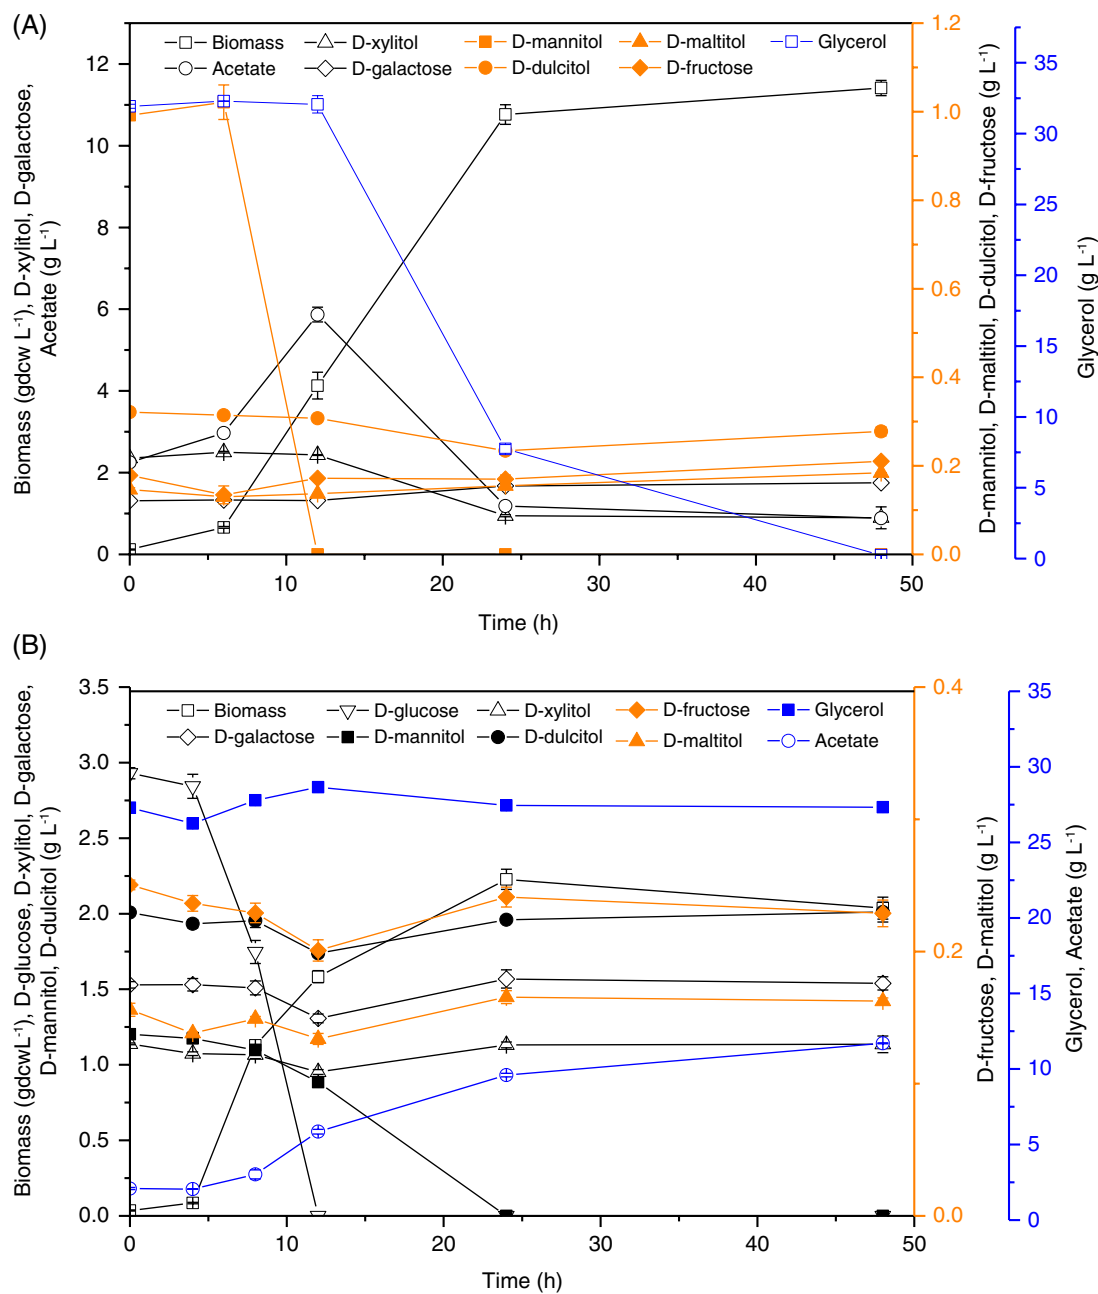 (A)
Biomass
D-xylitol
D-mannitol
D-maltitol
Glycerol
Acetate
D-galactose
D-dulcitol
D-fructose
12
10
8
6
4
2
0
1.2
1.0
0.8
0.6
0.4
0.2
0.0
35
30
25
20
15
10
5
0
0 10 20 30 40 50
Time (h)
Biomass (gdcw L⁻¹), D-xylitol, D-galactose,
Acetate (g L⁻¹)
D-mannitol, D-maltitol, D-dulcitol, D-fructose (g L⁻¹)
Glycerol (g L⁻¹)
(B)
Biomass
D-glucose
D-xylitol
D-fructose
Glycerol
D-galactose
D-mannitol
D-dulcitol
D-maltitol
Acetate
3.5
3.0
2.5
2.0
1.5
1.0
0.5
0.0
0.4
0.2
0.0
35
30
25
20
15
10
5
0
0 10 20 30 40 50
Time (h)
Biomass (gdcwL⁻¹), D-glucose, D-xylitol, D-galactose,
D-mannitol, D-dulcitol (g L⁻¹)
D-fructose, D-maltitol (g L⁻¹)
Glycerol, Acetate (g L⁻¹)